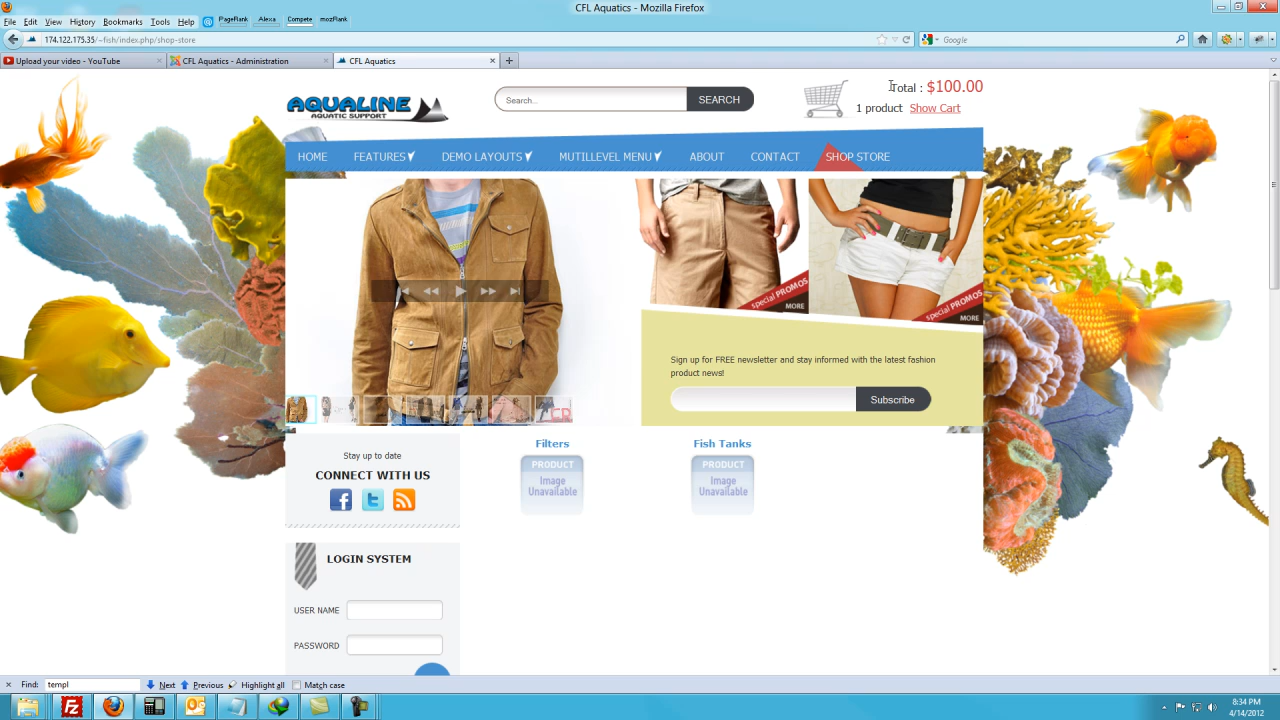 CFL Aquatics - Mozilla Firefox
File Edit View History Bookmarks Tools Help PageRank Alexa Compete mozRank
174.122.175.35/~fish/index.php/shop-store
Google
Upload your video - YouTube
CFL Aquatics - Administration
CFL Aquatics
AQUALINE
AQUATIC SUPPORT
Search...
SEARCH
Total : $100.00
1 product Show Cart
HOME FEATURES DEMO LAYOUTS MUTILLEVEL MENU ABOUT CONTACT SHOP STORE
special PROMOS
MORE
special PROMOS
MORE
Sign up for FREE newsletter and stay informed with the latest fashion
product news!
Subscribe
Stay up to date
CONNECT WITH US
Filters
PRODUCT
Image
Unavailable
Fish Tanks
PRODUCT
Image
Unavailable
LOGIN SYSTEM
USER NAME
PASSWORD
Find: templ Next Previous Highlight all Match case
8:34 PM
4/14/2012